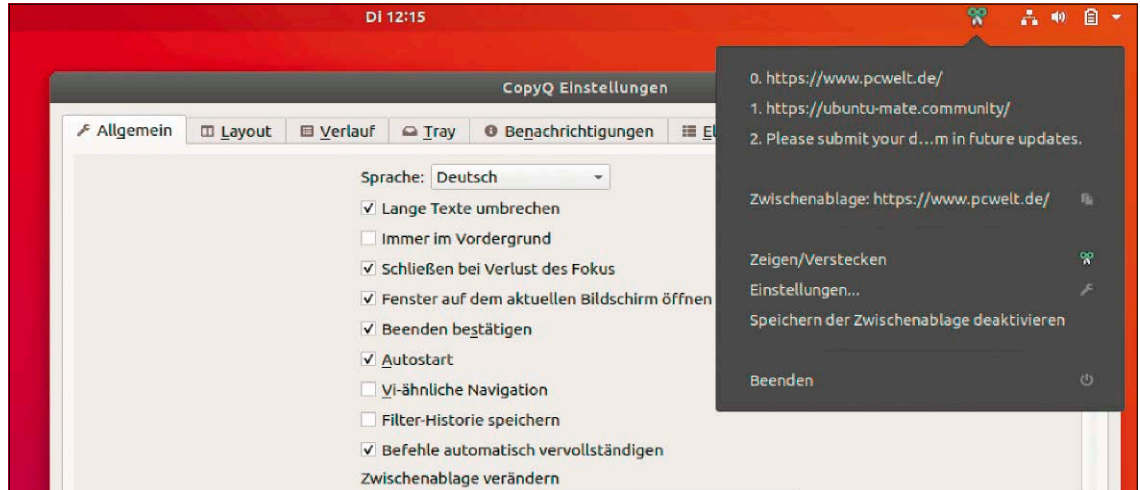 Di 12:15
CopyQ Einstellungen
Allgemein
Layout
Verlauf
Tray
Benachrichtigungen
Sprache: Deutsch
Lange Texte umbrechen
Immer im Vordergrund
Schließen bei Verlust des Fokus
Fenster auf dem aktuellen Bildschirm öffnen
Beenden bestätigen
Autostart
Vi-ähnliche Navigation
Filter-Historie speichern
Befehle automatisch vervollständigen
Zwischenablage verändern
0. https://www.pcwelt.de/
1. https://ubuntu-mate.community/
2. Please submit your d...m in future updates.
Zwischenablage: https://www.pcwelt.de/
Zeigen/Verstecken
Einstellungen...
Speichern der Zwischenablage deaktivieren
Beenden